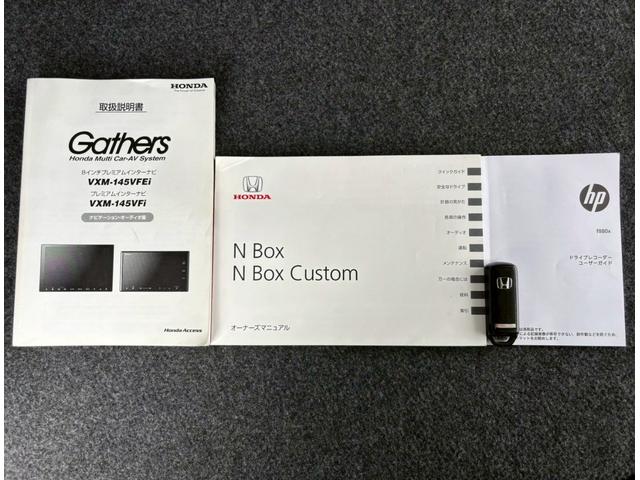 HONDA
The Power of Dreams
取扱説明書
Gathers
Honda Multi Car-AV System
8インチプレミアムインターナビ
VXM-145VFEi
プレミアムインターナビ
VXM-145VFi
ナビゲーション・オーディオ編
Honda Access
HONDA
N Box
N Box Custom
オーナーズマニュアル
クイックガイド
安全なドライブ
計器の見かた
各部の操作
オーディオ
運転
メンテナンス
万一の場合には
資料
索引
hp
f880x
ドライブレコーダー
ユーザーガイド